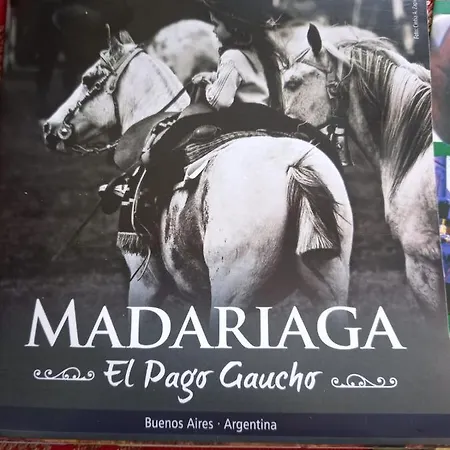 MADARIAGA
El Pago Gaucho
Buenos Aires · Argentina